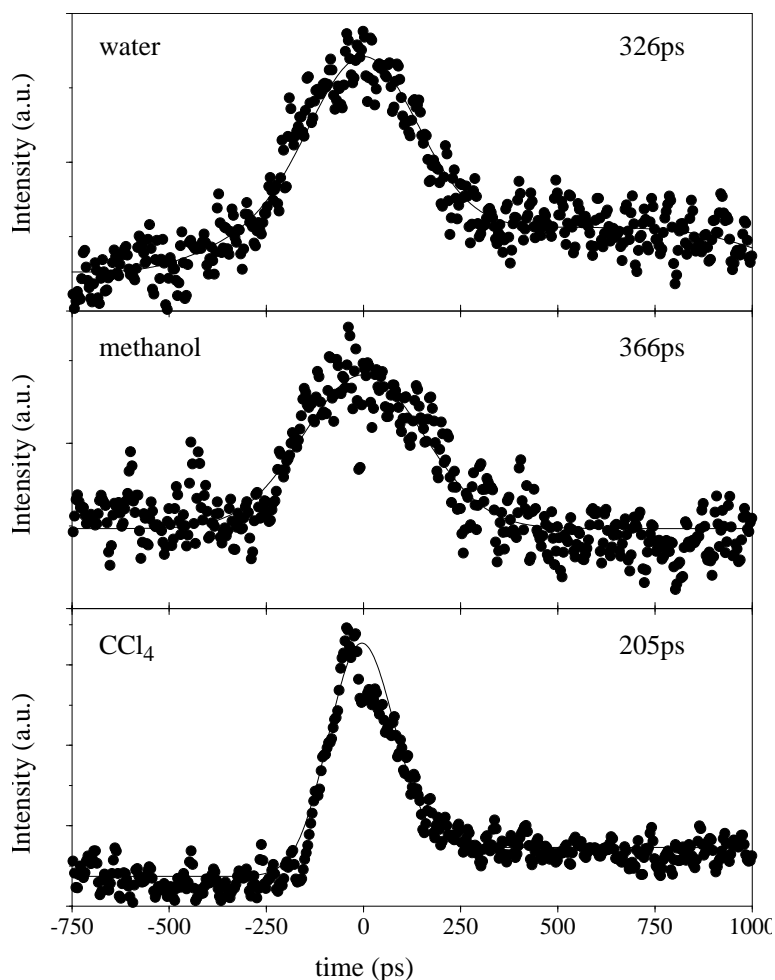 water 326ps
Intensity (a.u.)
methanol 366ps
Intensity (a.u.)
CCl₄ 205ps
Intensity (a.u.)
-750 -500 -250 0 250 500 750 1000
time (ps)